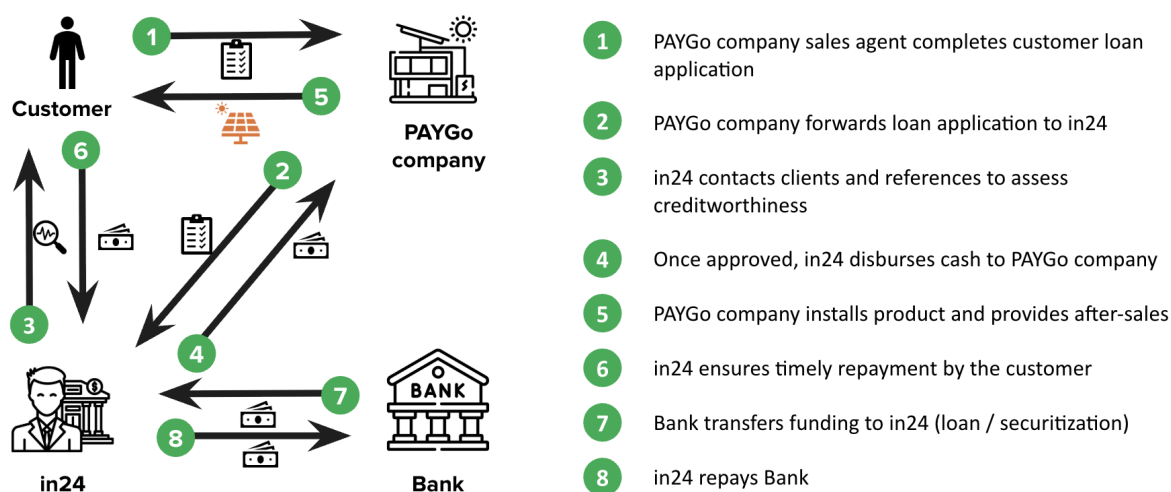 1
Customer
5
PAYGo
company
6
2
3
4
in24
7
8
BANK
Bank
$
1 PAYGo company sales agent completes customer loan
application
2 PAYGo company forwards loan application to in24
3 in24 contacts clients and references to assess
creditworthiness
4 Once approved, in24 disburses cash to PAYGo company
5 PAYGo company installs product and provides after-sales
6 in24 ensures timely repayment by the customer
7 Bank transfers funding to in24 (loan / securitization)
8 in24 repays Bank